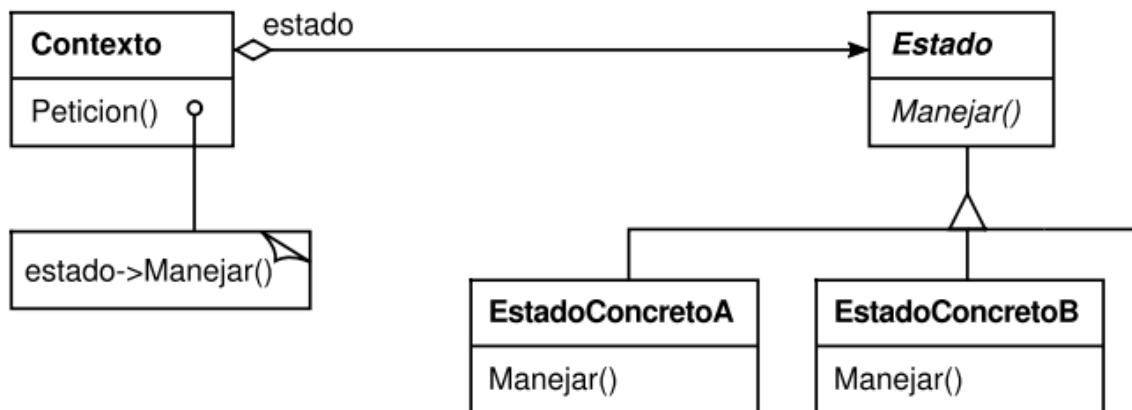 estado
Contexto
Estado
Peticion()
Manejar()
estado->Manejar()
EstadoConcretoA
EstadoConcretoB
Manejar()
Manejar()